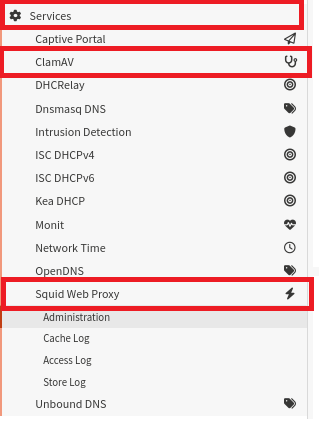 Services
Captive Portal
ClamAV
DHCRelay
Dnsmasq DNS
Intrusion Detection
ISC DHCPv4
ISC DHCPv6
Kea DHCP
Monit
Network Time
OpenDNS
Squid Web Proxy
Administration
Cache Log
Access Log
Store Log
Unbound DNS